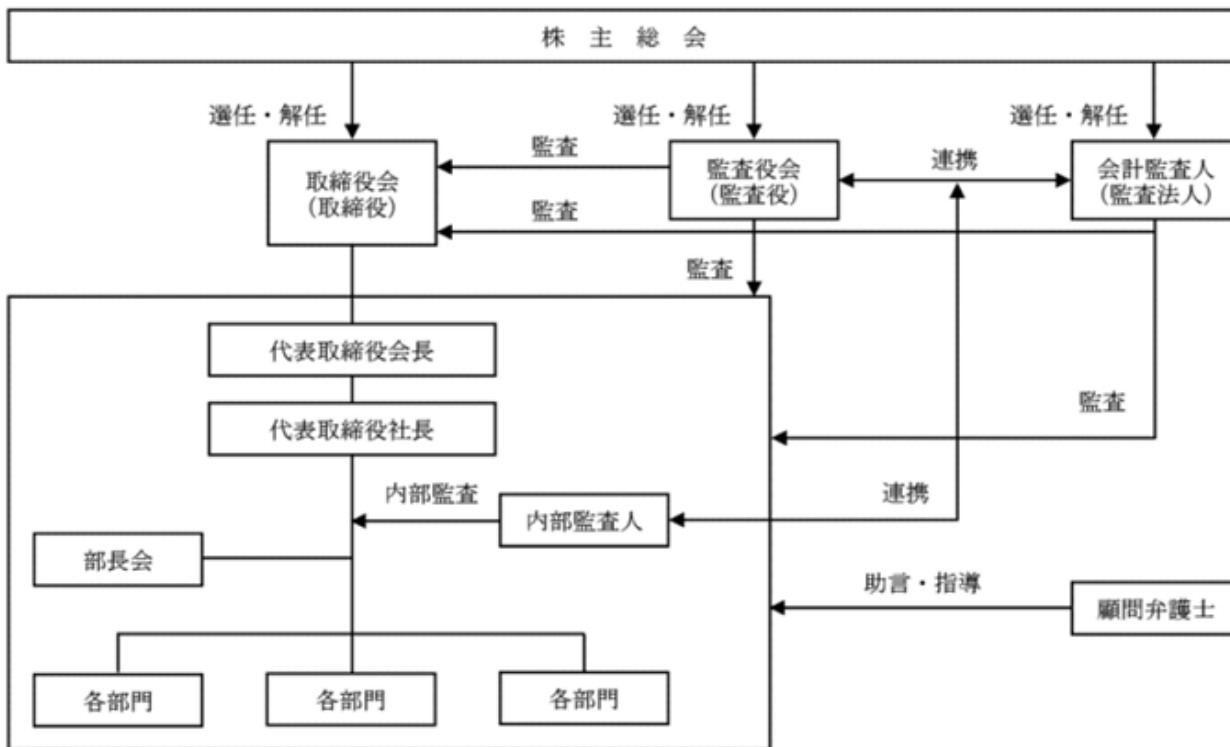 株主総会
選任・解任
選任・解任
選任・解任
監査
連携
取締役会
(取締役)
監査役会
(監査役)
会計監査人
(監査法人)
監査
監査
代表取締役会長
代表取締役社長
監査
内部監査
連携
内部監査人
部長会
助言・指導
顧問弁護士
各部門
各部門
各部門